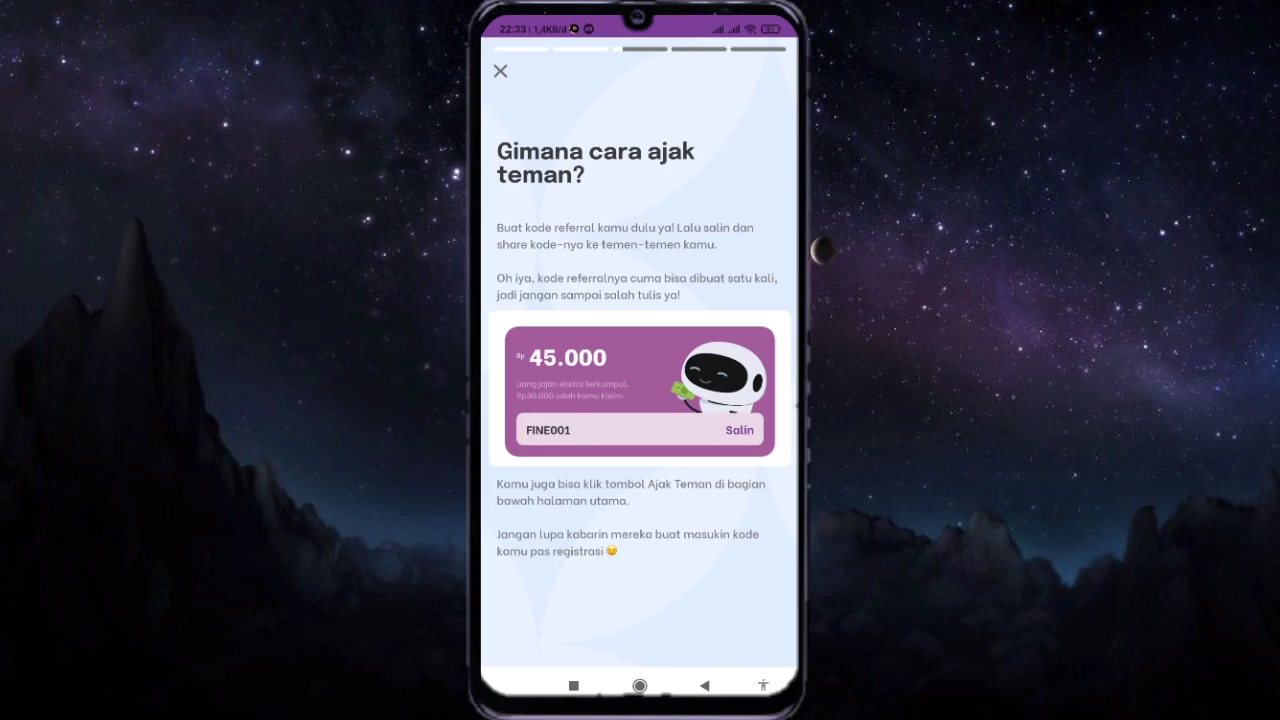 22:33 | 1,4KB/d
Gimana cara ajak
teman?
Buat kode referral kamu dulu ya! Lalu salin dan
share kode-nya ke temen-temen kamu.
Oh iya, kode referralnya cuma bisa dibuat satu kali,
jadi jangan sampai salah tulis ya!
Rp 45.000
uang jajan ekstra terkumpul.
Rp30.000 udah kamu klaim.
FINE001 Salin
Kamu juga bisa klik tombol Ajak Teman di bagian
bawah halaman utama.
Jangan lupa kabarin mereka buat masukin kode
kamu pas registrasi 😉